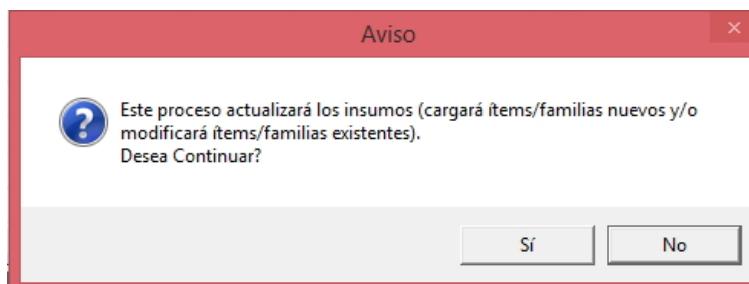 Aviso
Este proceso actualizará los insumos (cargará ítems/familias nuevos y/o
modificará ítems/familias existentes).
Desea Continuar?
Sí
No